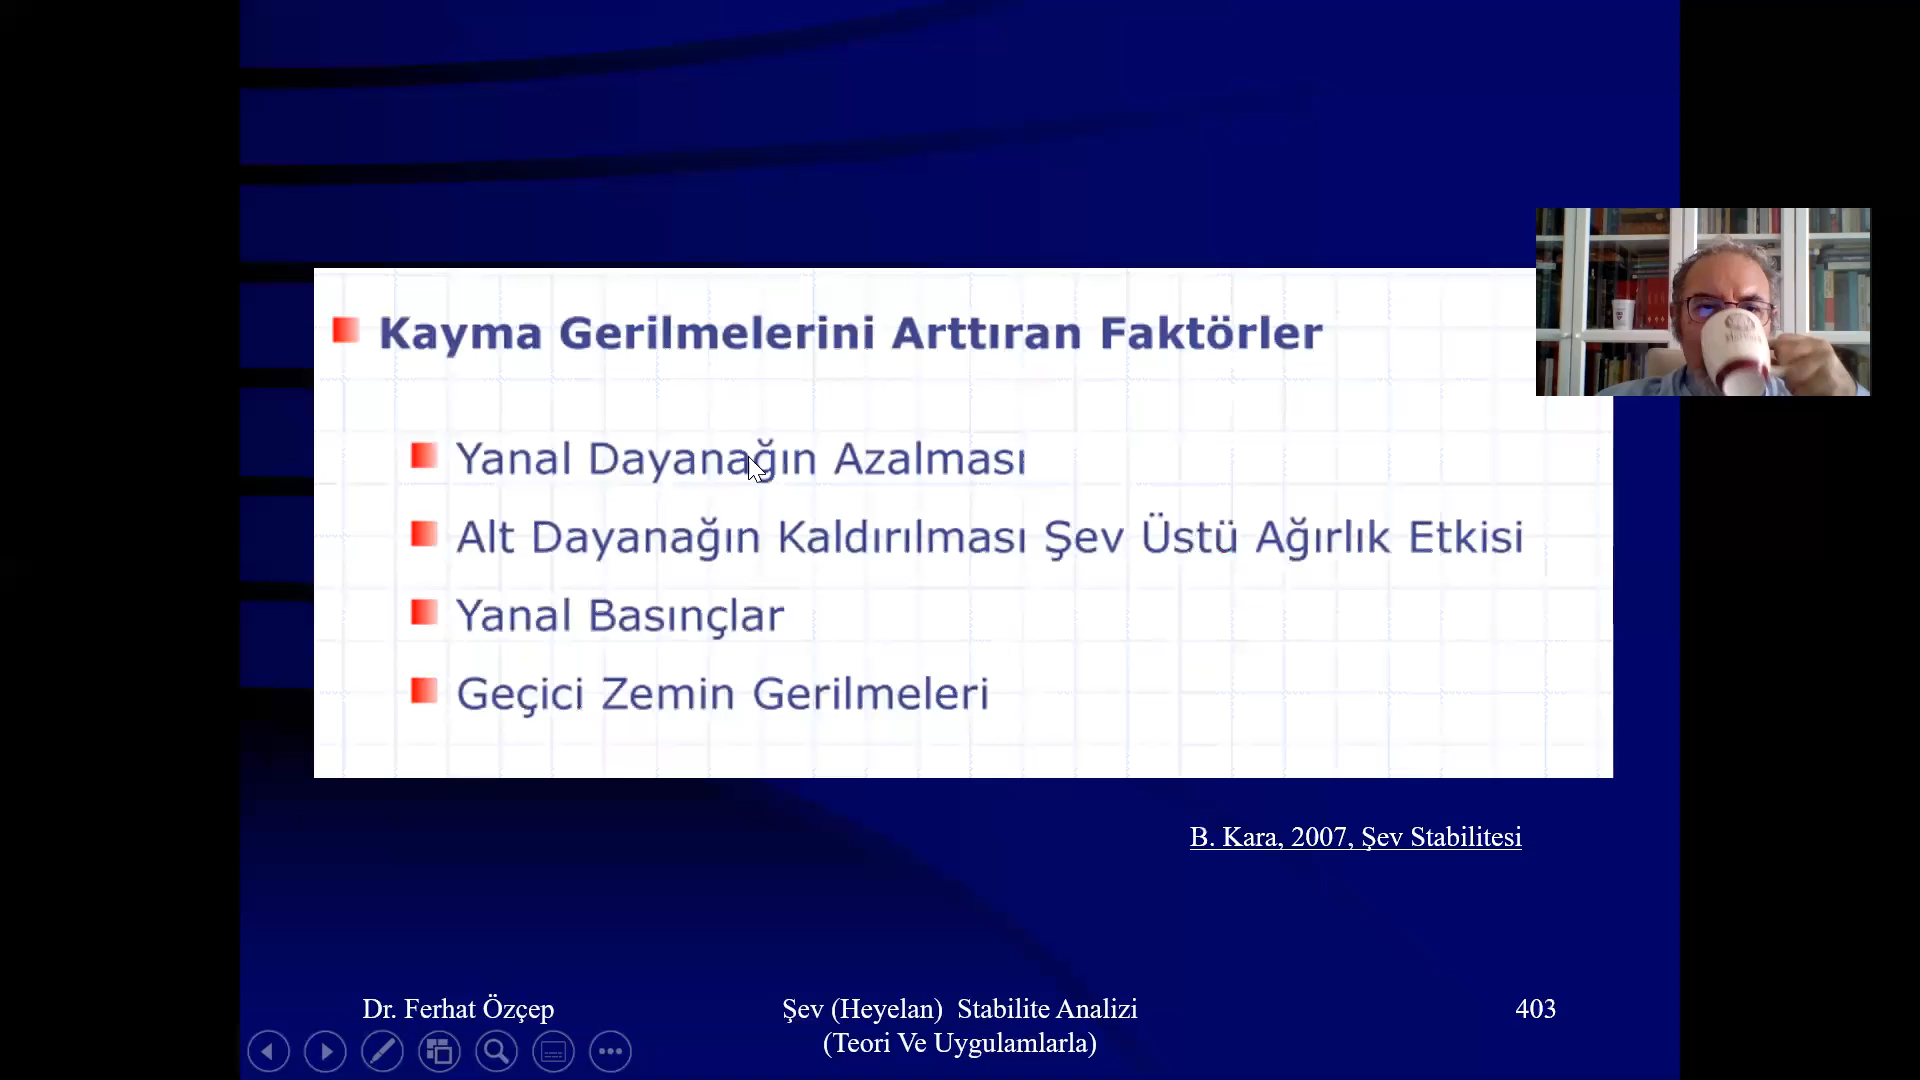 Kayma Gerilmelerini Arttıran Faktörler
Yanal Dayanağın Azalması
Alt Dayanağın Kaldırılması Şev Üstü Ağırlık Etkisi
Yanal Basınçlar
Geçici Zemin Gerilmeleri
B. Kara, 2007, Şev Stabilitesi
Dr. Ferhat Özçep
Şev (Heyelan) Stabilite Analizi
(Teori Ve Uygulamlarla)
403